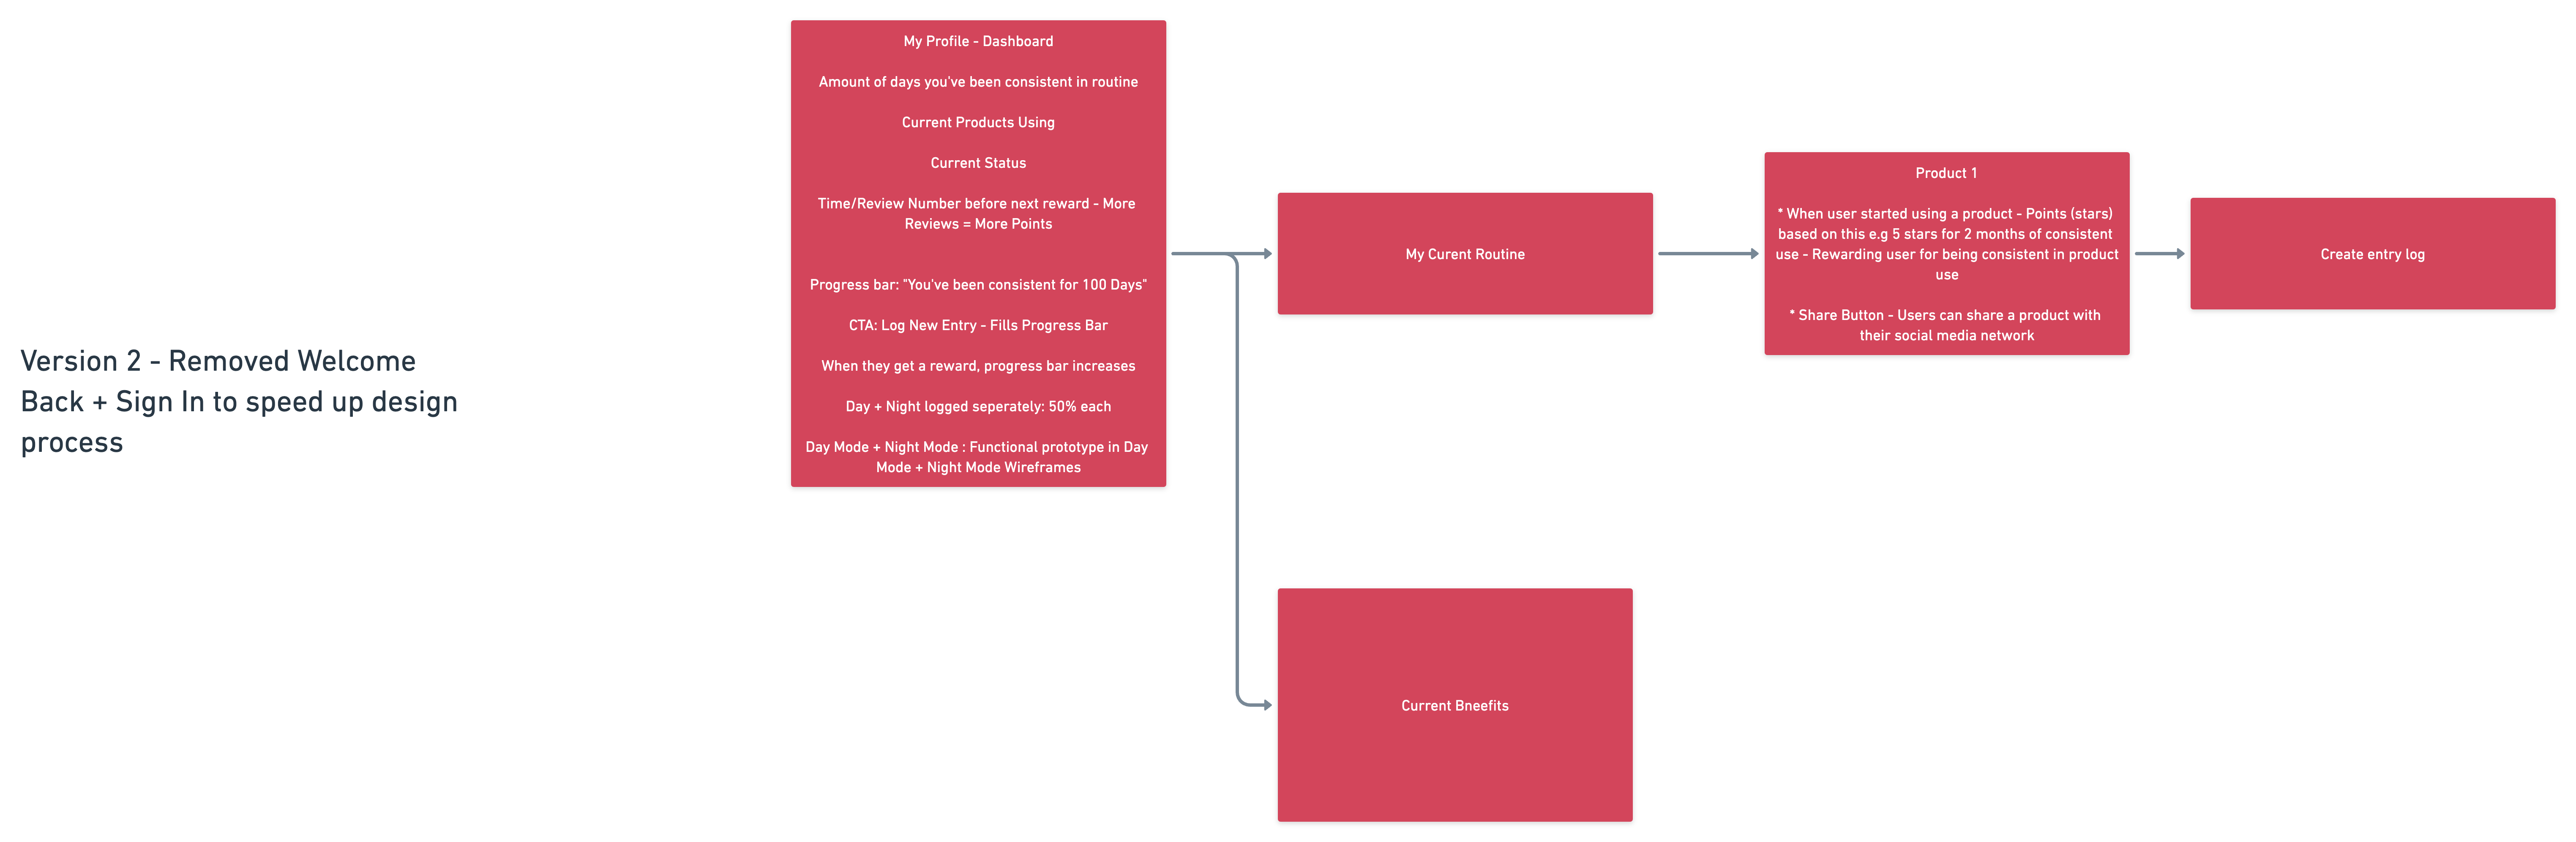 Version 2 - Removed Welcome
Back + Sign In to speed up design
process
My Profile - Dashboard
Amount of days you've been consistent in routine
Current Products Using
Current Status
Time/Review Number before next reward - More
Reviews = More Points
Progress bar: "You've been consistent for 100 Days"
CTA: Log New Entry - Fills Progress Bar
When they get a reward, progress bar increases
Day + Night logged seperately: 50% each
Day Mode + Night Mode : Functional prototype in Day
Mode + Night Mode Wireframes
My Curent Routine
Product 1
* When user started using a product - Points (stars)
based on this e.g 5 stars for 2 months of consistent
use - Rewarding user for being consistent in product
use
* Share Button - Users can share a product with
their social media network
Create entry log
Current Bneefits